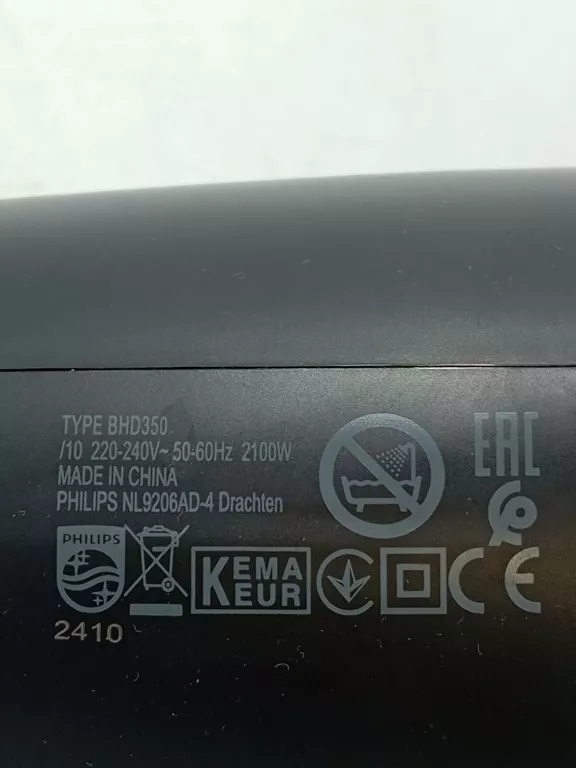 TYPE BHD350
/10 220-240V~ 50-60Hz 2100W
MADE IN CHINA
PHILIPS NL9206AD-4 Drachten
EAC
PHILIPS
KEMA
KEUR
CE
2410